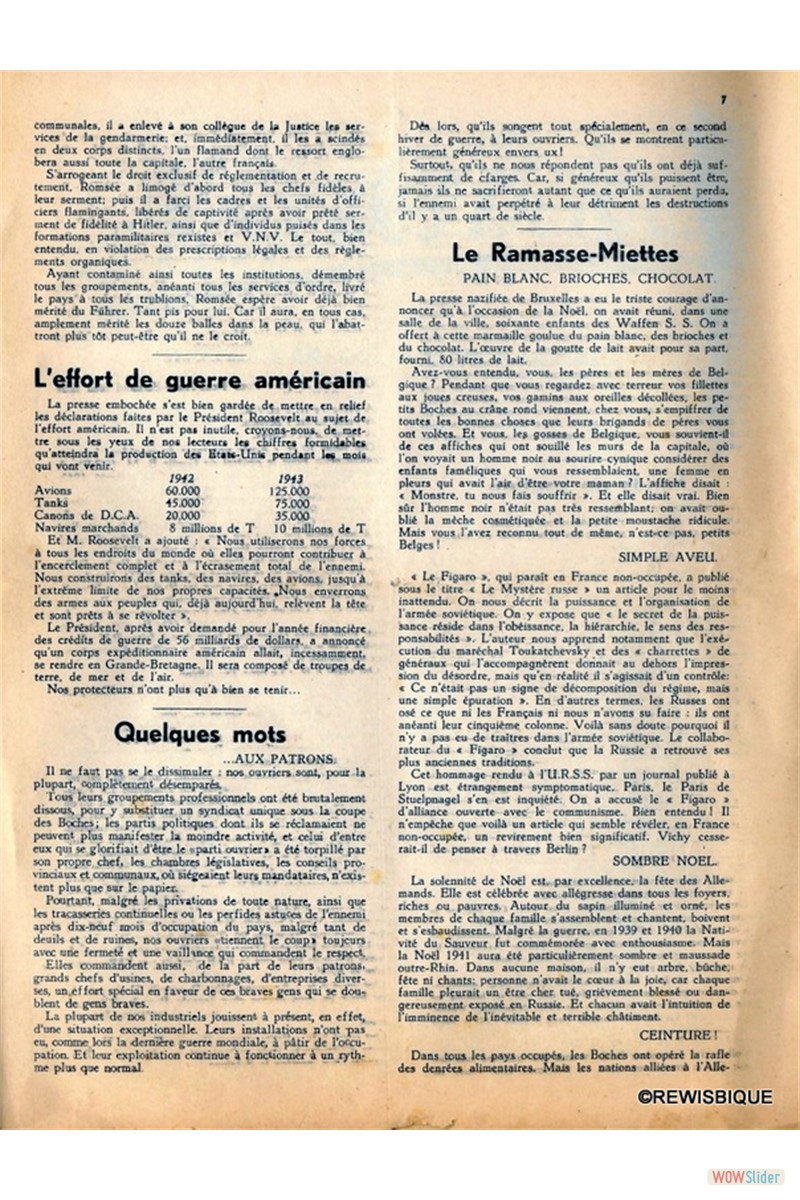 7
communales, il a enlevé à son collègue de la Justice les ser-
vices de la gendarmerie; et, immédiatement, il les a scindés
en deux corps distincts, l'un flamand dont le ressort englo-
bera aussi toute la capitale, l'autre français.
S'arrogeant le droit exclusif de réglementation et de recru-
tement, Romsée a limogé d'abord tous les chefs fidèles à
leur serment; puis il a farci les cadres et les unités d'offi-
ciers flamingants, libérés de captivité après avoir prêté ser-
ment de fidélité à Hitler, ainsi que d'individus puisés dans les
formations paramilitaires rexistes et V.N.V. Le tout, bien
entendu, en violation des prescriptions légales et des règle-
ments organiques.
Ayant contaminé ainsi toutes les institutions, démembré
tous les groupements, anéanti tous les services d'ordre, livré
le pays à tous les trublions, Romsée espère avoir déjà bien
mérité du Führer. Tant pis pour lui. Car il aura, en tous cas,
amplement mérité les douze balles dans la peau, qui l'abat-
tront plus tôt peut-être qu'il ne le croit.
L'effort de guerre américain
La presse embochée s'est bien gardée de mettre en relief
les déclarations faites par le Président Roosevelt au sujet de
l'effort américain. Il n'est pas inutile, croyons-nous, de met-
tre sous les yeux de nos lecteurs les chiffres formidables
qu'atteindra la production des Etats-Unis pendant les mois
qui vont venir.
1942 1943
Avions 60.000 125.000
Tanks 45.000 75.000
Canons de D.C.A. 20.000 35.000
Navires marchands 8 millions de T 10 millions de T
Et M. Roosevelt a ajouté : « Nous utiliserons nos forces
à tous les endroits du monde où elles pourront contribuer à
l'encerclement complet et à l'écrasement total de l'ennemi.
Nous construirons des tanks, des navires, des avions, jusqu'à
l'extrême limite de nos propres capacités. Nous enverrons
des armes aux peuples qui, déjà aujourd'hui, relèvent la tête
et sont prêts à se révolter ».
Le Président, après avoir demandé pour l'année financière
des crédits de guerre de 56 milliards de dollars, a annoncé
qu'un corps expéditionnaire américain allait, incessamment,
se rendre en Grande-Bretagne. Il sera composé de troupes de
terre, de mer et de l'air.
Nos protecteurs n'ont plus qu'à bien se tenir...
Quelques mots
...AUX PATRONS.
Il ne faut pas se le dissimuler : nos ouvriers sont, pour la
plupart, complètement désemparés.
Tous leurs groupements professionnels ont été brutalement
dissous, pour y substituer un syndicat unique sous la coupe
des Boches; les partis politiques dont ils se réclamaient ne
peuvent plus manifester la moindre activité, et celui d'entre
eux qui se glorifiait d'être le «parti ouvrier» a été torpillé par
son propre chef, les chambres législatives, les conseils pro-
vinciaux et communaux, où siégeaient leurs mandataires, n'exis-
tent plus que sur le papier.
Pourtant, malgré les privations de toute nature, ainsi que
les tracasseries continuelles ou les perfides astuces de l'ennemi
après dix-neuf mois d'occupation du pays, malgré tant de
deuils et de ruines, nos ouvriers «tiennent le coup» toujours
avec une fermeté et une vaillance qui commandent le respect.
Elles commandent aussi, de la part de leurs patrons,
grands chefs d'usines, de charbonnages, d'entreprises diver-
ses, un effort spécial en faveur de ces braves gens qui se dou-
blent de gens braves.
La plupart de nos industriels jouissent à présent, en effet,
d'une situation exceptionnelle. Leurs installations n'ont pas
eu, comme lors la dernière guerre mondiale, à pâtir de l'occu-
pation. Et leur exploitation continue à fonctionner à un ryth-
me plus que normal.
Dès lors, qu'ils songent tout spécialement, en ce second
hiver de guerre, à leurs ouvriers. Qu'ils se montrent particu-
lièrement généreux envers ux!
Surtout, qu'ils ne nous répondent pas qu'ils ont déjà suf-
fisamment de cfarges. Car, si généreux qu'ils puissent être,
jamais ils ne sacrifieront autant que ce qu'ils auraient perdu,
si l'ennemi avait perpétré à leur détriment les destructions
d'il y a un quart de siècle.
Le Ramasse-Miettes
PAIN BLANC, BRIOCHES, CHOCOLAT.
La presse nazifiée de Bruxelles a eu le triste courage d'an-
noncer qu'à l'occasion de la Noël, on avait réuni, dans une
salle de la ville, soixante enfants des Waffen S. S. On a
offert à cette marmaille goulue du pain blanc, des brioches et
du chocolat. L'œuvre de la goutte de lait avait pour sa part,
fourni, 80 litres de lait.
Avez-vous entendu, vous, les pères et les mères de Bel-
gique ? Pendant que vous regardez avec terreur vos fillettes
aux joues creuses, vos gamins aux oreilles décollées, les pe-
tits Boches au crâne rond viennent, chez vous, s'empiffrer de
toutes les bonnes choses que leurs brigands de pères vous
ont volées. Et vous, les gosses de Belgique, vous souvient-il
de ces affiches qui ont souillé les murs de la capitale, où
l'on voyait un homme noir au sourire cynique considérer des
enfants faméliques qui vous ressemblaient, une femme en
pleurs qui avait l'air d'être votre maman ? L'affiche disait :
« Monstre, tu nous fais souffrir ». Et elle disait vrai. Bien
sûr l'homme noir n'était pas très ressemblant; on avait ou-
blié la mèche cosmétiquée et la petite moustache ridicule.
Mais vous l'avez reconnu tout de même, n'est-ce pas, petits
Belges !
SIMPLE AVEU.
« Le Figaro », qui paraît en France non-occupée, a publié
sous le titre « Le Mystère russe » un article pour le moins
inattendu. On nous décrit la puissance et l'organisation de
l'armée soviétique. On y expose que « le secret de la puis-
sance réside dans l'obéissance, la hiérarchie, le sens des res-
ponsabilités ». L'auteur nous apprend notamment que l'exé-
cution du maréchal Toukatchevsky et des « charrettes » de
généraux qui l'accompagnèrent donnait au dehors l'impres-
sion du désordre, mais qu'en réalité il s'agissait d'un contrôle:
« Ce n'était pas un signe de décomposition du régime, mais
une simple épuration ». En d'autres termes, les Russes ont
osé ce que ni les Français ni nous n'avons su faire : ils ont
anéanti leur cinquième colonne. Voilà sans doute pourquoi il
n'y a pas eu de traîtres dans l'armée soviétique. Le collabo-
rateur du « Figaro » conclut que la Russie a retrouvé ses
plus anciennes traditions.
Cet hommage rendu à l'U.R.S.S. par un journal publié à
Lyon est étrangement symptomatique. Paris, le Paris de
Stuelpnagel s'en est inquiété. On a accusé le « Figaro »
d'alliance ouverte avec le communisme. Bien entendu ! Il
n'empêche que voilà un article qui semble révéler, en France
non-occupée, un revirement bien significatif. Vichy cesse-
rait-il de penser à travers Berlin ?
SOMBRE NOEL.
La solennité de Noël est, par excellence, la fête des Alle-
mands. Elle est célébrée avec allégresse dans tous les foyers,
riches ou pauvres. Autour du sapin illuminé et orné, les
membres de chaque famille s'assemblent et chantent, boivent
et s'esbaudissent. Malgré la guerre, en 1939 et 1940 la Nati-
vité du Sauveur fut commémorée avec enthousiasme. Mais
la Noël 1941 aura été particulièrement sombre et maussade
outre-Rhin. Dans aucune maison, il n'y eut arbre, bûche,
fête ni chants; personne n'avait le cœur à la joie, car chaque
famille pleurait un être cher tué, grièvement blessé ou dan-
gereusement exposé en Russie. Et chacun avait l'intuition de
l'imminence de l'inévitable et terrible châtiment.
CEINTURE !
Dans tous les pays occupés, les Boches ont opéré la rafle
des denrées alimentaires. Mais les nations alliées à l'Alle-
©REWISBIQUE
WOWSlider